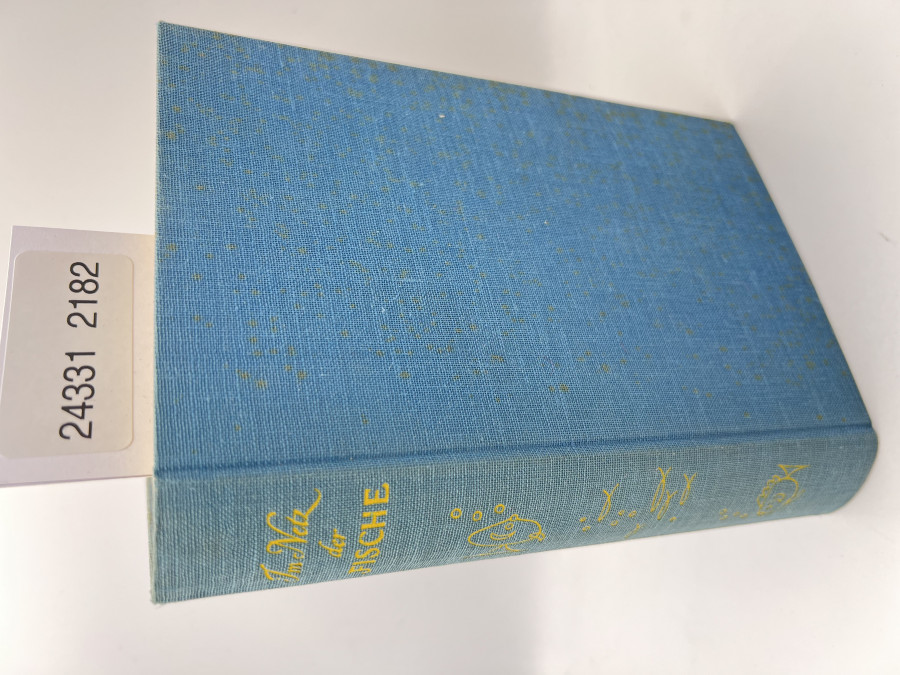 24331 2182
Im Netz
der
FISCHE